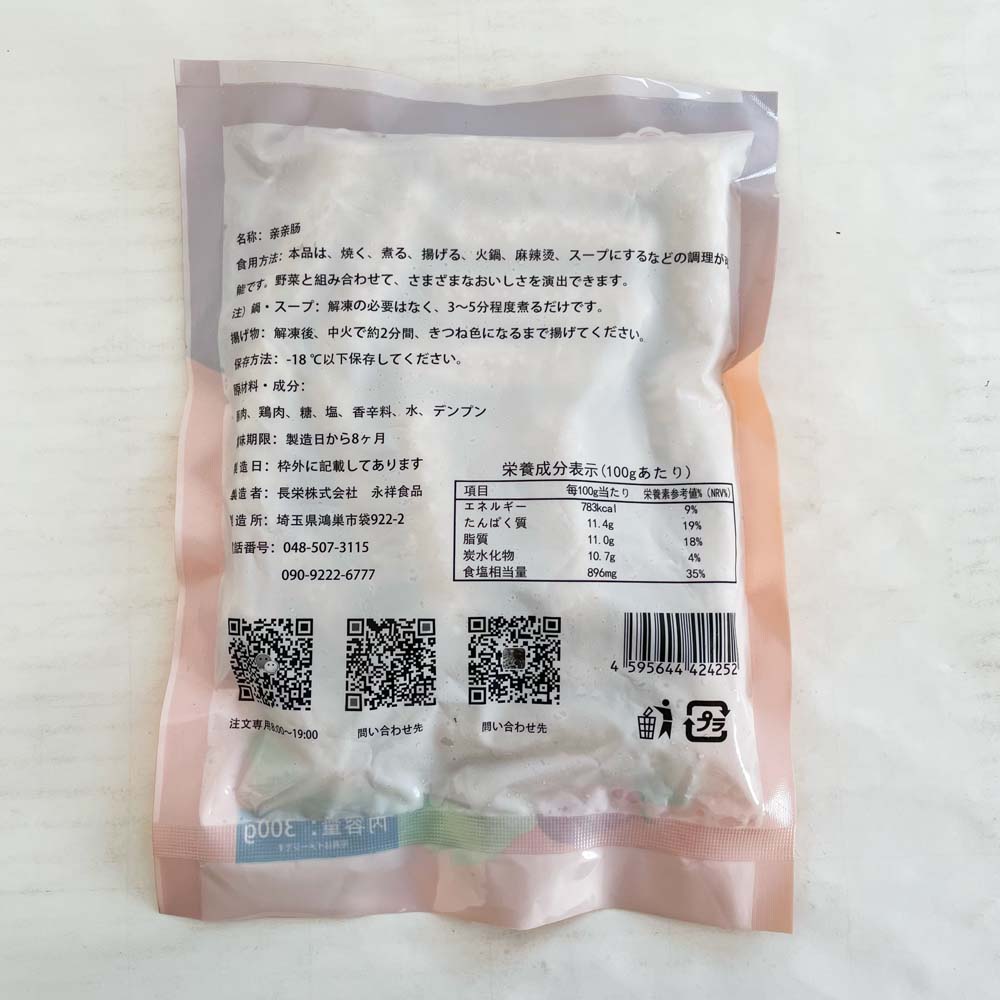 名称：亲亲肠
食用方法：本品は、焼く、煮る、揚げる、火鍋、麻辣烫、スープにするなどの調理が可
能です。野菜と組み合わせて、さまざまなおいしさを演出できます。
注）鍋・スープ：解凍の必要はなく、3～5分程度煮るだけです。
揚げ物：解凍後、中火で約2分間、きつね色になるまで揚げてください。
保存方法：-18 ℃以下保存してください。
原材料・成分：
鶏肉、糖、塩、香辛料、水、デンプン
賞味期限：製造日から8ヶ月
製造日：枠外に記載してあります
製造者：長栄株式会社 永祥食品
製造所：埼玉県鴻巣市袋922-2
電話番号：048-507-3115
090-9222-6777
栄養成分表示(100gあたり)
項目 毎100g当たり 栄養素参考値%（NRV%）
エネルギー 783kcal 9%
たんぱく質 11.4g 19%
脂質 11.0g 18%
炭水化物 10.7g 4%
食塩相当量 896mg 35%
注文専用8:00～19:00
問い合わせ先
問い合わせ先
4 595644 424252
プラ
内容量：300g